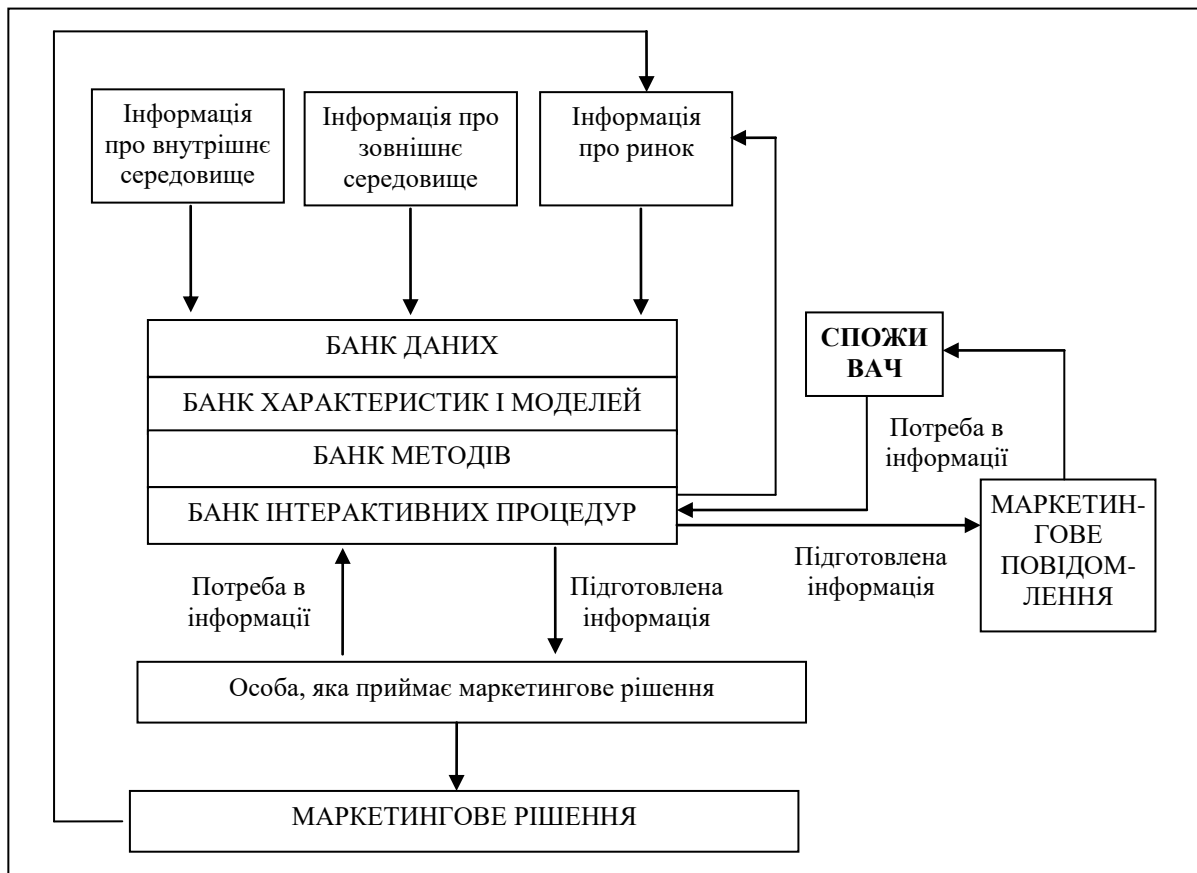 Інформація
про внутрішнє
середовище
Інформація про
зовнішнє
середовище
Інформація
про ринок
БАНК ДАНИХ
БАНК ХАРАКТЕРИСТИК І МОДЕЛЕЙ
БАНК МЕТОДІВ
БАНК ІНТЕРАКТИВНИХ ПРОЦЕДУР
СПОЖИ
ВАЧ
Потреба в
інформації
МАРКЕТИН-
ГОВЕ
ПОВІДОМ-
ЛЕННЯ
Підготовлена
інформація
Потреба в
інформації
Підготовлена
інформація
Особа, яка приймає маркетингове рішення
МАРКЕТИНГОВЕ РІШЕННЯ